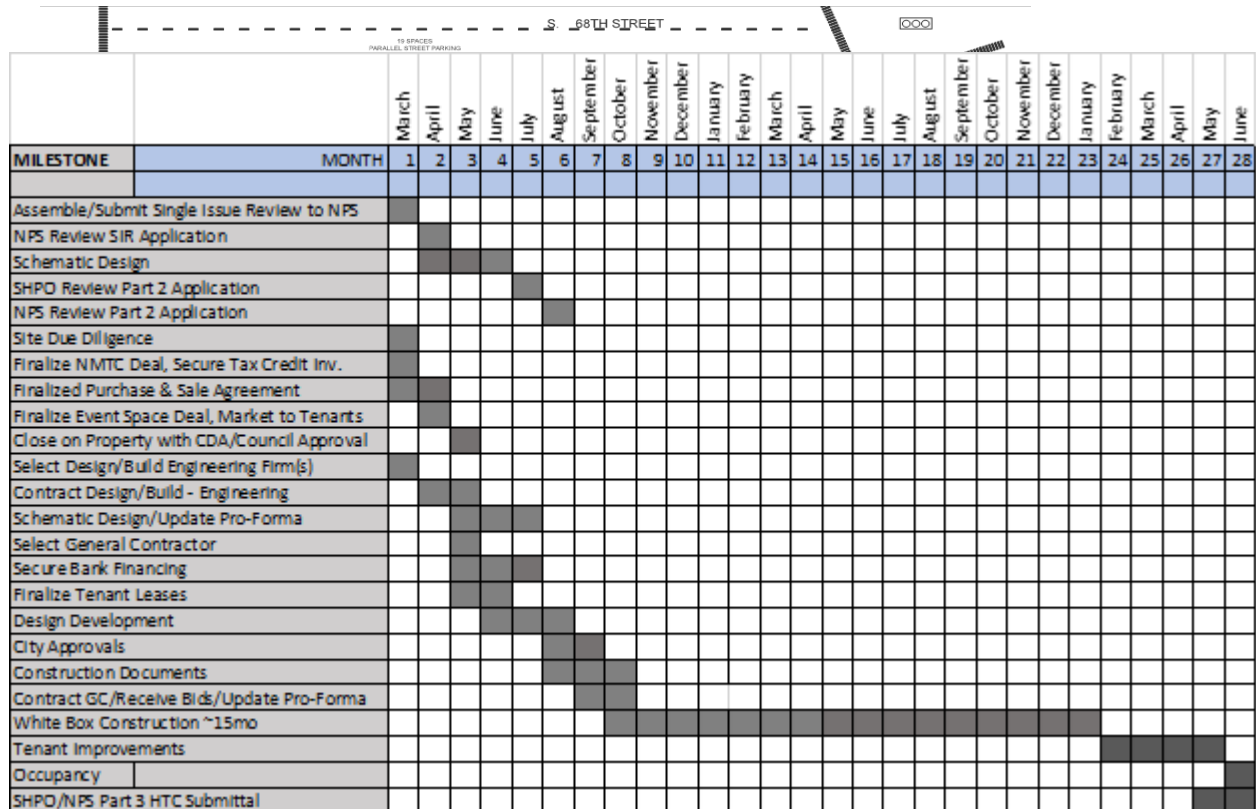 S. 68TH STREET
19 SPACES
PARALLEL STREET PARKING
March April May June July August September October November December January February March April May June July August September October November December January February March April May June
MILESTONE MONTH 1 2 3 4 5 6 7 8 9 10 11 12 13 14 15 16 17 18 19 20 21 22 23 24 25 26 27 28
Assemble/Submit Single Issue Review to NPS
NPS Review SIR Application
Schematic Design
SHPO Review Part 2 Application
NPS Review Part 2 Application
Site Due Diligence
Finalize NMTC Deal, Secure Tax Credit Inv.
Finalized Purchase & Sale Agreement
Finalize Event Space Deal, Market to Tenants
Close on Property with CDA/Council Approval
Select Design/Build Engineering Firm(s)
Contract Design/Build - Engineering
Schematic Design/Update Pro-Forma
Select General Contractor
Secure Bank Financing
Finalize Tenant Leases
Design Development
City Approvals
Construction Documents
Contract GC/Receive Bids/Update Pro-Forma
White Box Construction ~15mo
Tenant Improvements
Occupancy
SHPO/NPS Part 3 HTC Submittal